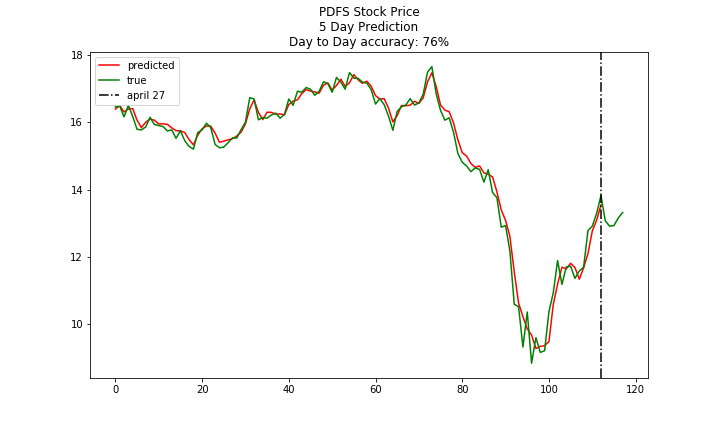 PDFS Stock Price
5 Day Prediction
Day to Day accuracy: 76%
18
16
14
12
10
predicted
true
april 27
0
20
40
60
80
100
120